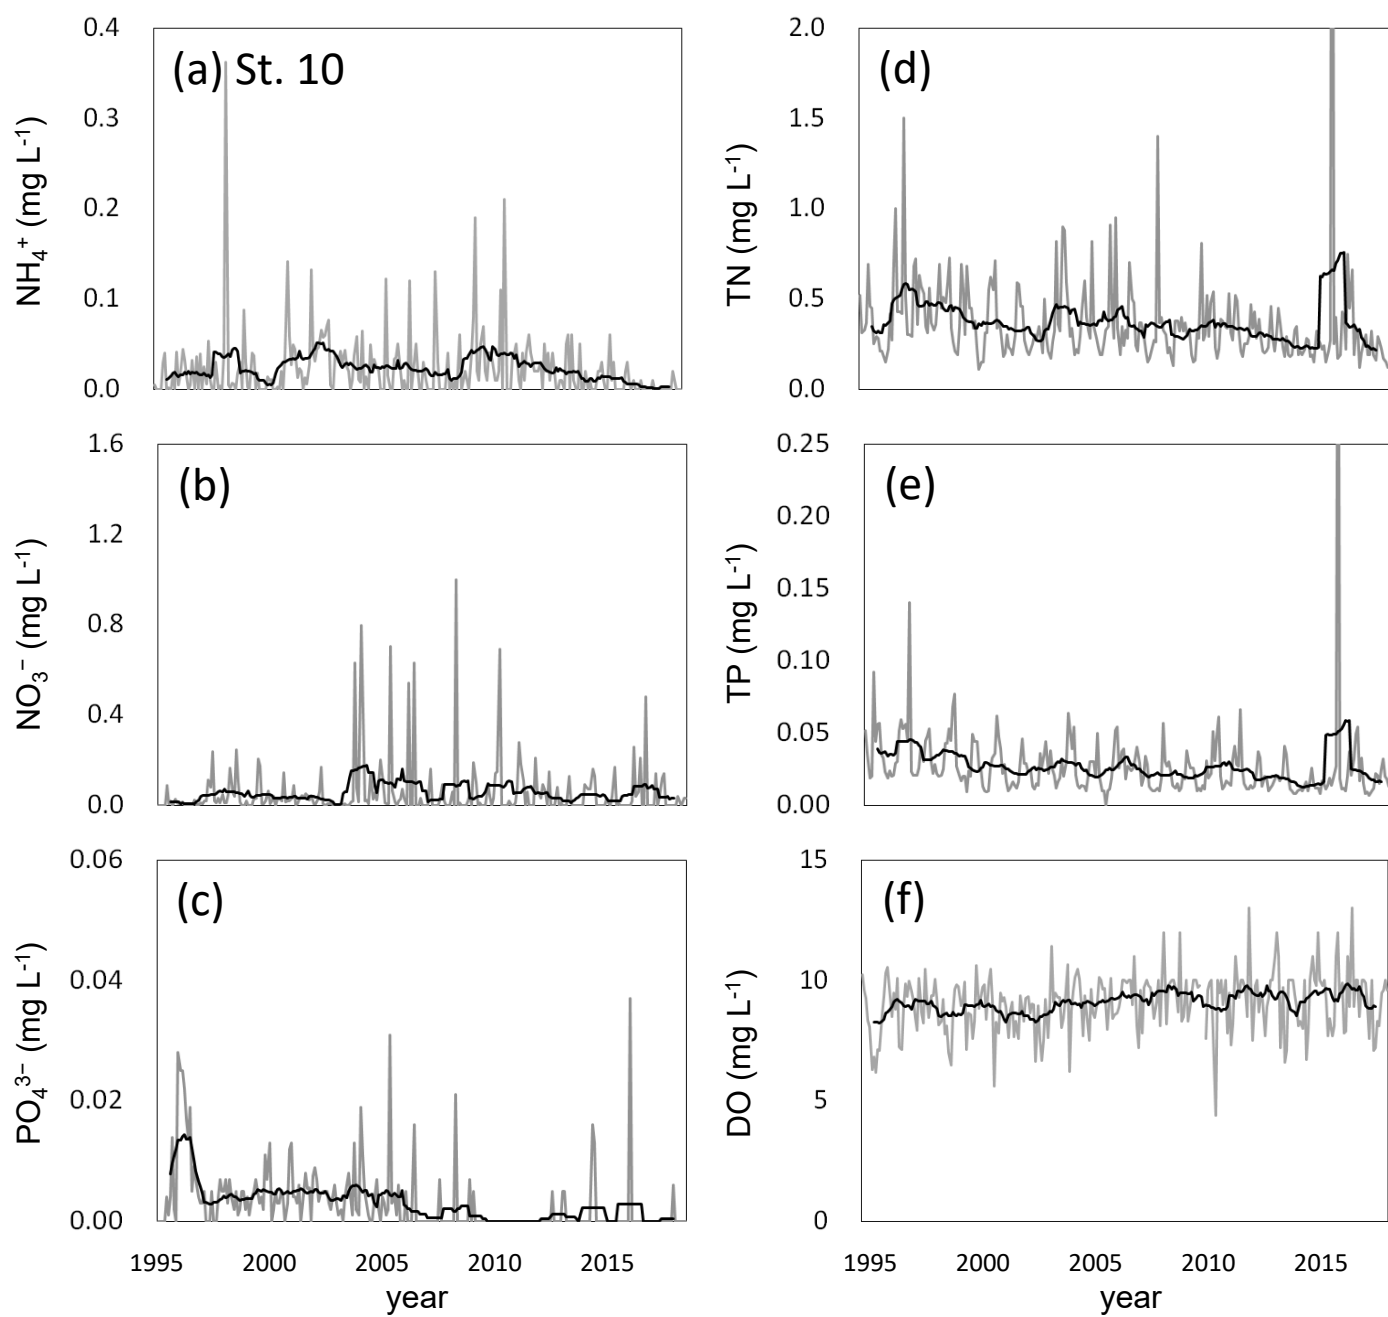 (a) St. 10
NH₄⁺ (mg L⁻¹)
0.4
0.3
0.2
0.1
0.0
(d)
TN (mg L⁻¹)
2.0
1.5
1.0
0.5
0.0
(b)
NO₃⁻ (mg L⁻¹)
1.6
1.2
0.8
0.4
0.0
(e)
TP (mg L⁻¹)
0.25
0.20
0.15
0.10
0.05
0.00
(c)
PO₄³⁻ (mg L⁻¹)
0.06
0.04
0.02
0.00
1995 2000 2005 2010 2015
year
(f)
DO (mg L⁻¹)
15
10
5
0
1995 2000 2005 2010 2015
year